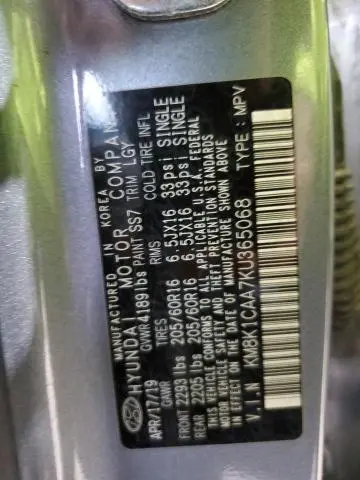 MANUFACTURED IN KOREA BY
HYUNDAI MOTOR COMPANY
APR/17/19 GVWR 4189lbs PAINT SS7 TRIM LGY
GAWR TIRES RIMS COLD TIRE INFL
FRONT 2293 lbs 205/60R16 6.5JX16 33psi SINGLE
REAR 2205 lbs 205/60R16 6.5JX16 33psi SINGLE
THIS VEHICLE CONFORMS TO ALL APPLICABLE U.S. FEDERAL
MOTOR VEHICLE SAFETY AND THEFT PREVENTION STANDARDS
IN EFFECT ON THE DATE OF MANUFACTURE SHOWN ABOVE
V.I.N : KM8K1CAA7KU365068 TYPE: MPV